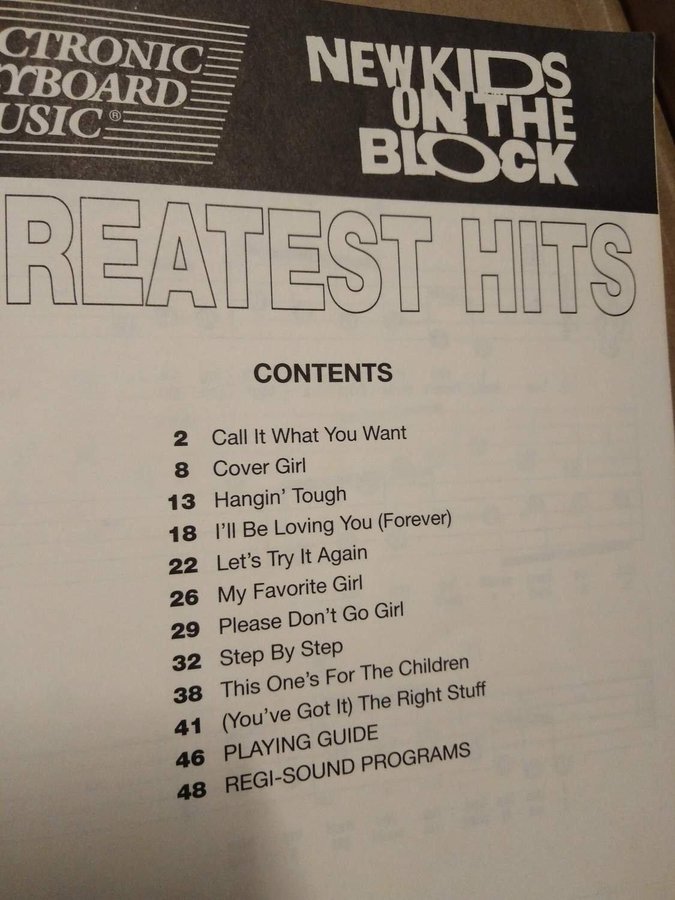 CTRONIC
YBOARD
USIC®
NEW KIDS
ON THE
BLOCK
REATEST HITS
CONTENTS
2 Call It What You Want
8 Cover Girl
13 Hangin' Tough
18 I'll Be Loving You (Forever)
22 Let's Try It Again
26 My Favorite Girl
29 Please Don't Go Girl
32 Step By Step
38 This One's For The Children
41 (You've Got It) The Right Stuff
46 PLAYING GUIDE
48 REGI-SOUND PROGRAMS